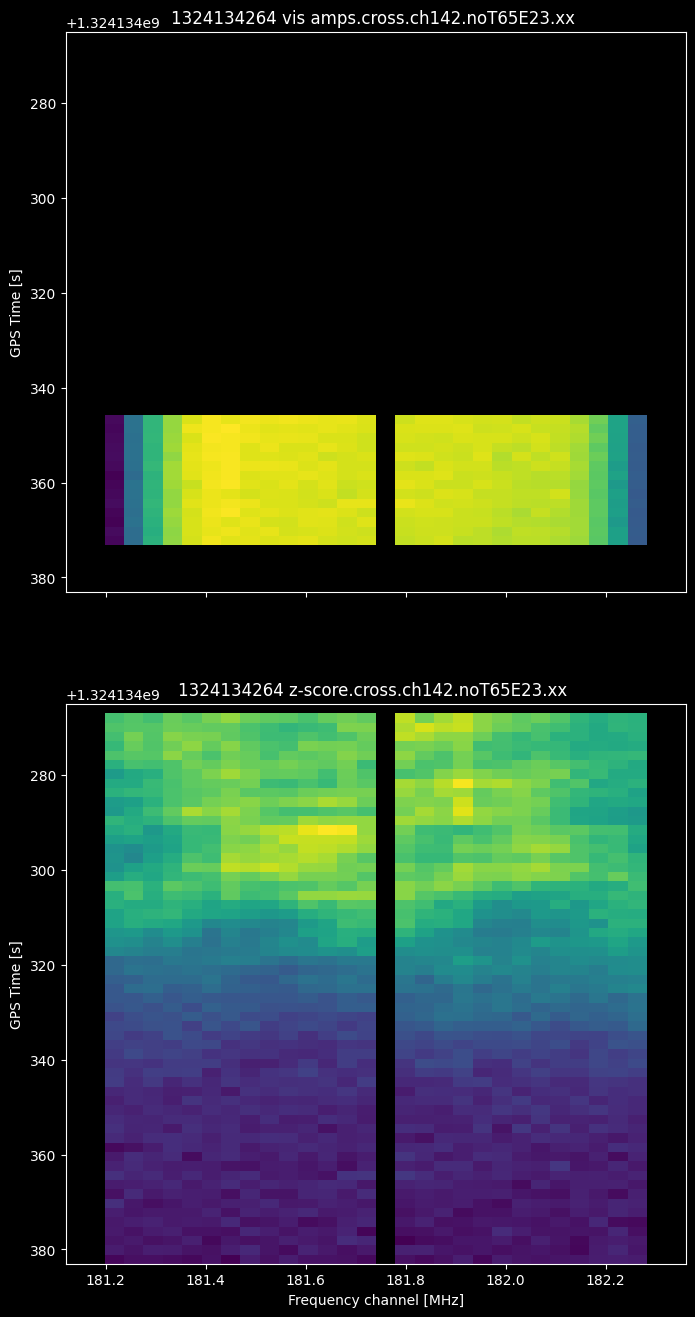 1324134264 vis amps.cross.ch142.noT65E23.xx
+1.324134e9
280
300
320
340
360
380
GPS Time [s]
1324134264 z-score.cross.ch142.noT65E23.xx
+1.324134e9
280
300
320
340
360
380
GPS Time [s]
181.2 181.4 181.6 181.8 182.0 182.2
Frequency channel [MHz]